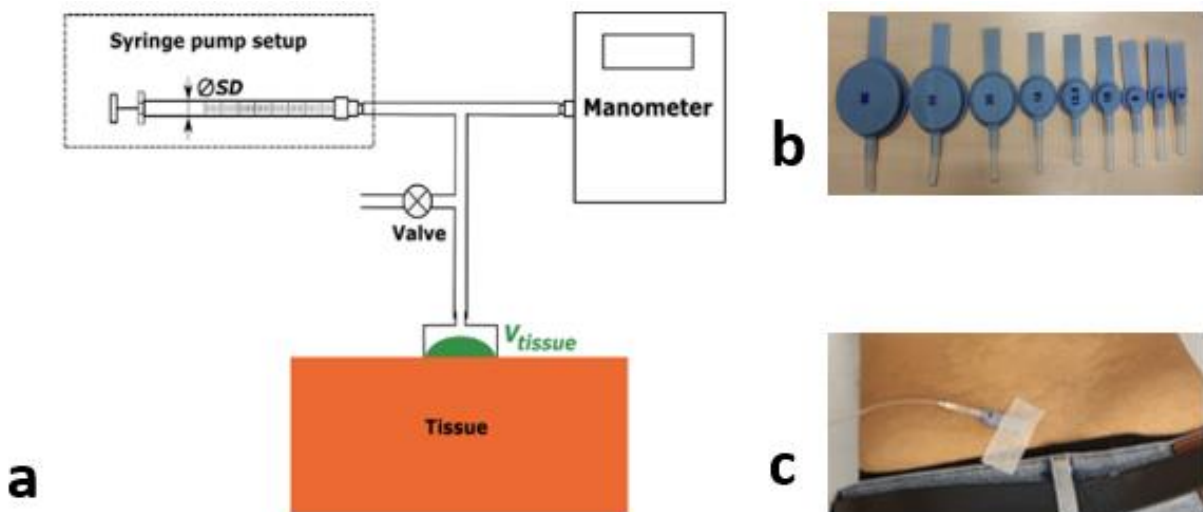 Syringe pump setup
ØSD
Manometer
Valve
V tissue
Tissue
a
b
c